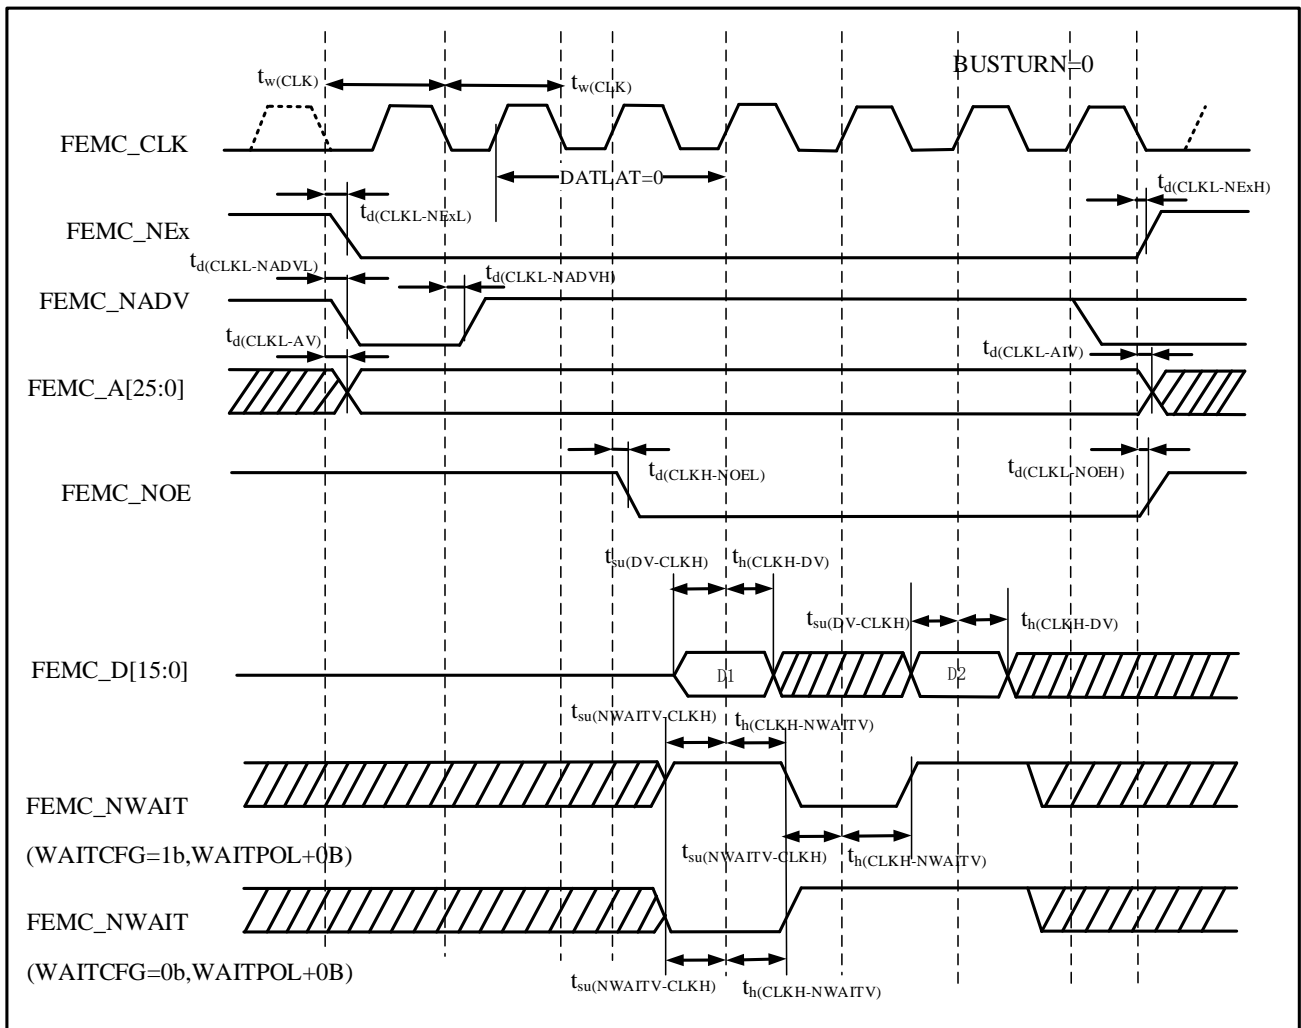 BUSTURN=0
tw(CLK)
tw(CLK)
FEMC_CLK
DATLAT=0
td(CLKL-NExL)
td(CLKL-NExH)
FEMC_NEx
td(CLKL-NADVL)
td(CLKL-NADVH)
FEMC_NADV
td(CLKL-AV)
td(CLKL-AIV)
FEMC_A[25:0]
td(CLKH-NOEL)
td(CLKL-NOEH)
FEMC_NOE
tsu(DV-CLKH)
th(CLKH-DV)
tsu(DV-CLKH)
th(CLKH-DV)
FEMC_D[15:0]
D1
D2
tsu(NWAITV-CLKH)
th(CLKH-NWAITV)
FEMC_NWAIT
(WAITCFG=1b,WAITPOL+0B)
tsu(NWAITV-CLKH)
th(CLKH-NWAITV)
FEMC_NWAIT
(WAITCFG=0b,WAITPOL+0B)
tsu(NWAITV-CLKH)
th(CLKH-NWAITV)